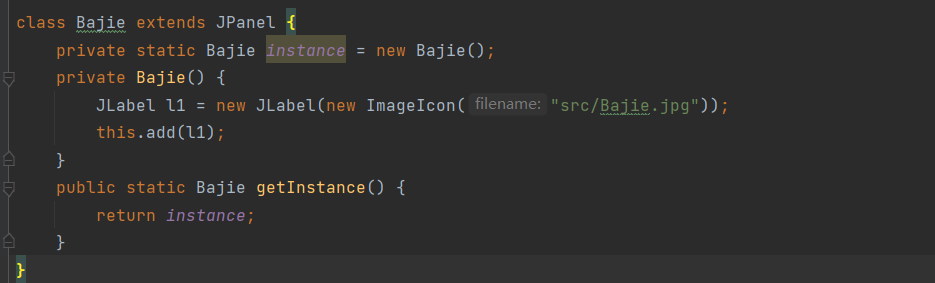 class Bajie extends JPanel {
    private static Bajie instance = new Bajie();
    private Bajie() {
        JLabel l1 = new JLabel(new ImageIcon( filename: "src/Bajie.jpg"));
        this.add(l1);
    }
    public static Bajie getInstance() {
        return instance;
    }
}